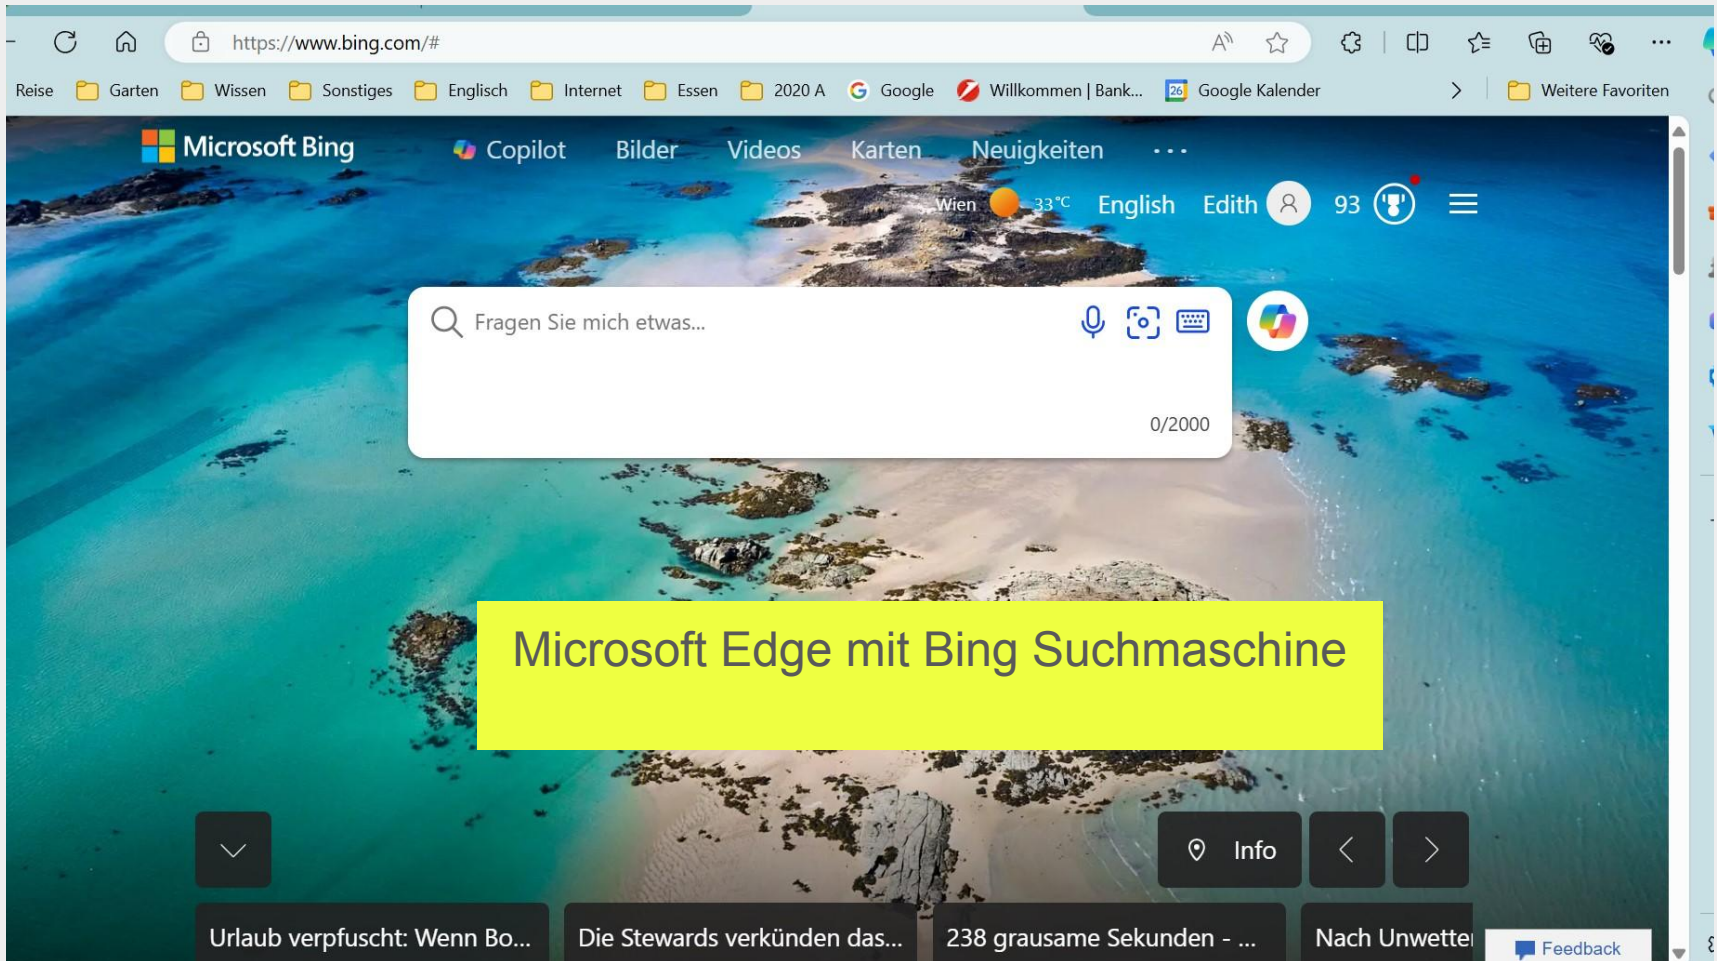 https://www.bing.com/#
Reise Garten Wissen Sonstiges Englisch Internet Essen 2020 A Google Willkommen | Bank... 26 Google Kalender Weitere Favoriten
Microsoft Bing Copilot Bilder Videos Karten Neuigkeiten ...
Wien 33°C English Edith 93
Fragen Sie mich etwas...
0/2000
Microsoft Edge mit Bing Suchmaschine
Info
Urlaub verpfuscht: Wenn Bo... Die Stewards verkünden das... 238 grausame Sekunden - ... Nach Unwetter
Feedback